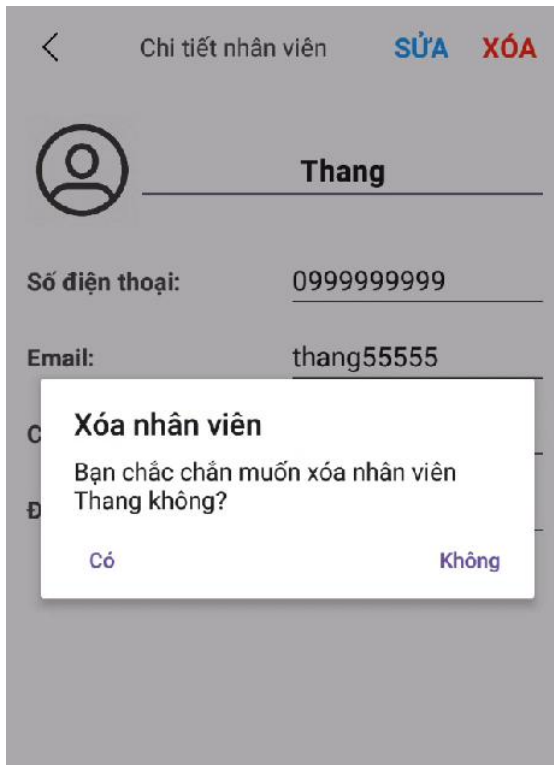 Chi tiết nhân viên SỬA XÓA
Thang
Số điện thoại: 0999999999
Email: thang55555
C
Xóa nhân viên
Bạn chắc chắn muốn xóa nhân viên
Thang không?
Đ
Có Không